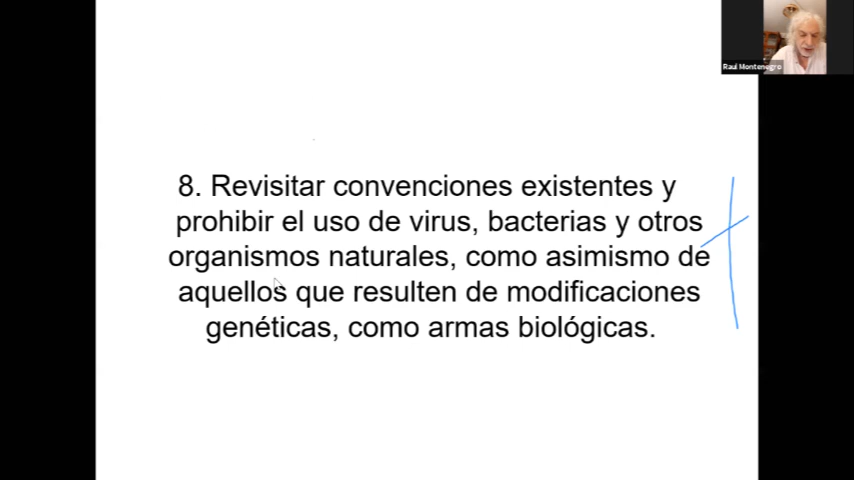 Raul Montenegro
8. Revisitar convenciones existentes y
prohibir el uso de virus, bacterias y otros
organismos naturales, como asimismo de
aquellos que resulten de modificaciones
genéticas, como armas biológicas.